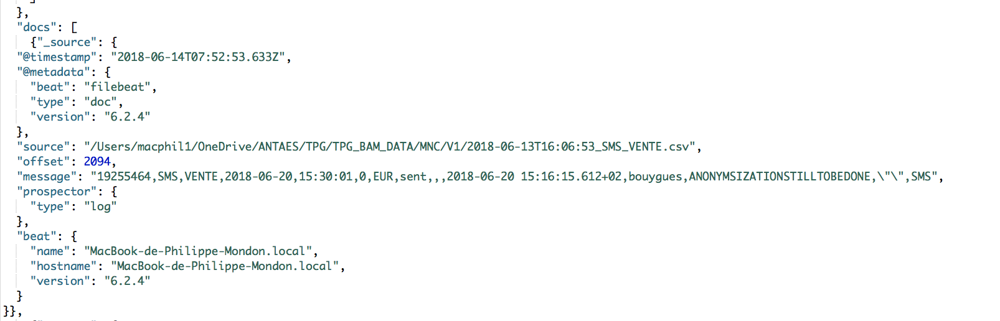 },
"docs": [
{"_source": {
"@timestamp": "2018-06-14T07:52:53.633Z",
"@metadata": {
"beat": "filebeat",
"type": "doc",
"version": "6.2.4"
},
"source": "/Users/macphil1/OneDrive/ANTAES/TPG/TPG_BAM_DATA/MNC/V1/2018-06-13T16:06:53_SMS_VENTE.csv",
"offset": 2094,
"message": "19255464,SMS,VENTE,2018-06-20,15:30:01,0,EUR,sent,,,2018-06-20 15:16:15.612+02,bouygues,ANONYMSIZATIONSTILLTOBEDONE,\"\",SMS",
"prospector": {
"type": "log"
},
"beat": {
"name": "MacBook-de-Philippe-Mondon.local",
"hostname": "MacBook-de-Philippe-Mondon.local",
"version": "6.2.4"
}
}},